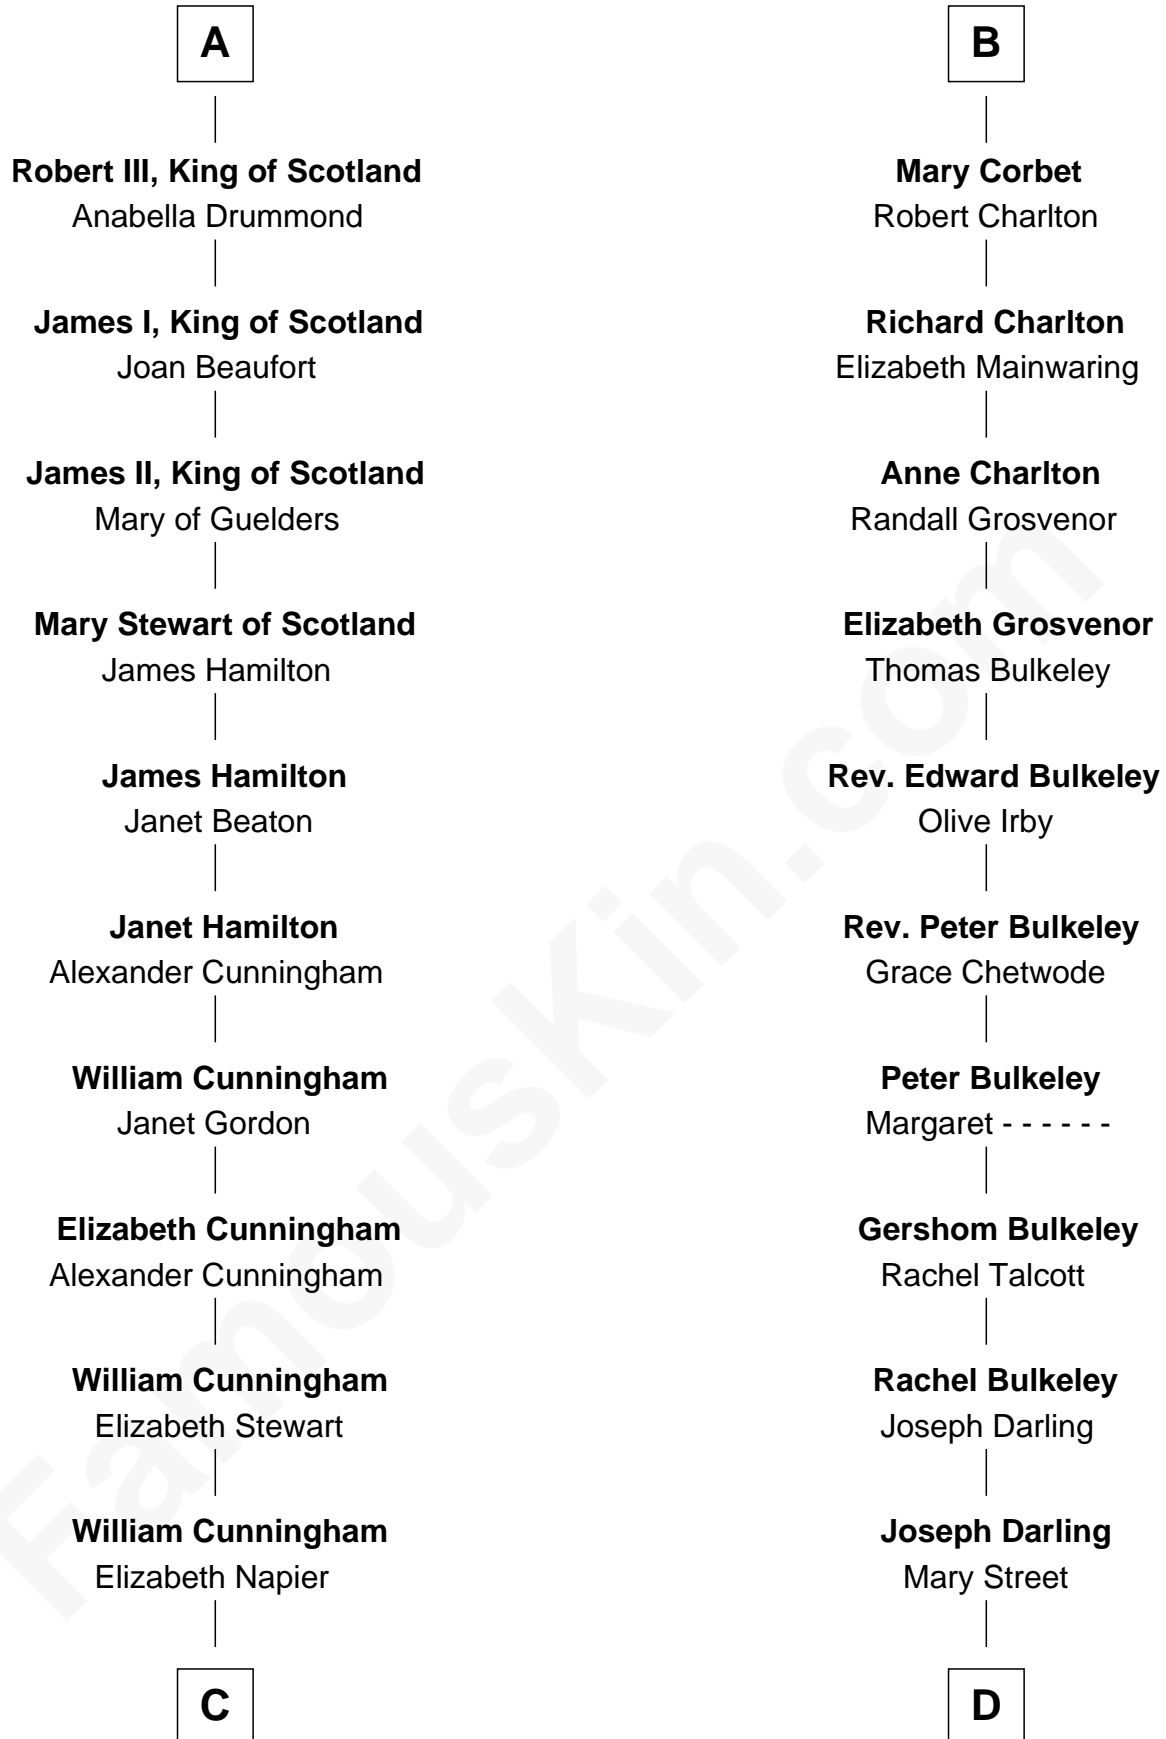 A
Robert III, King of Scotland
Anabella Drummond
James I, King of Scotland
Joan Beaufort
James II, King of Scotland
Mary of Guelders
Mary Stewart of Scotland
James Hamilton
James Hamilton
Janet Beaton
Janet Hamilton
Alexander Cunningham
William Cunningham
Janet Gordon
Elizabeth Cunningham
Alexander Cunningham
William Cunningham
Elizabeth Stewart
William Cunningham
Elizabeth Napier
C
B
Mary Corbet
Robert Charlton
Richard Charlton
Elizabeth Mainwaring
Anne Charlton
Randall Grosvenor
Elizabeth Grosvenor
Thomas Bulkeley
Rev. Edward Bulkeley
Olive Irby
Rev. Peter Bulkeley
Grace Chetwode
Peter Bulkeley
Margaret - - - - - -
Gershom Bulkeley
Rachel Talcott
Rachel Bulkeley
Joseph Darling
Joseph Darling
Mary Street
D
FamousKin.com